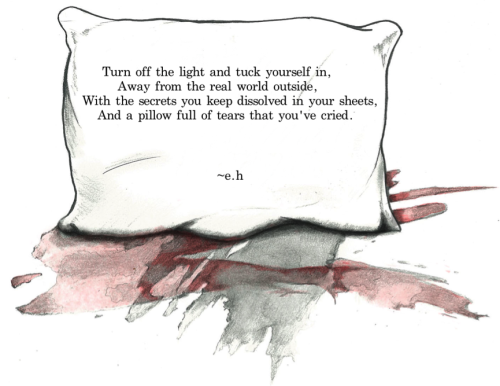 Turn off the light and tuck yourself in,
Away from the real world outside,
With the secrets you keep dissolved in your sheets,
And a pillow full of tears that you've cried.
~e.h